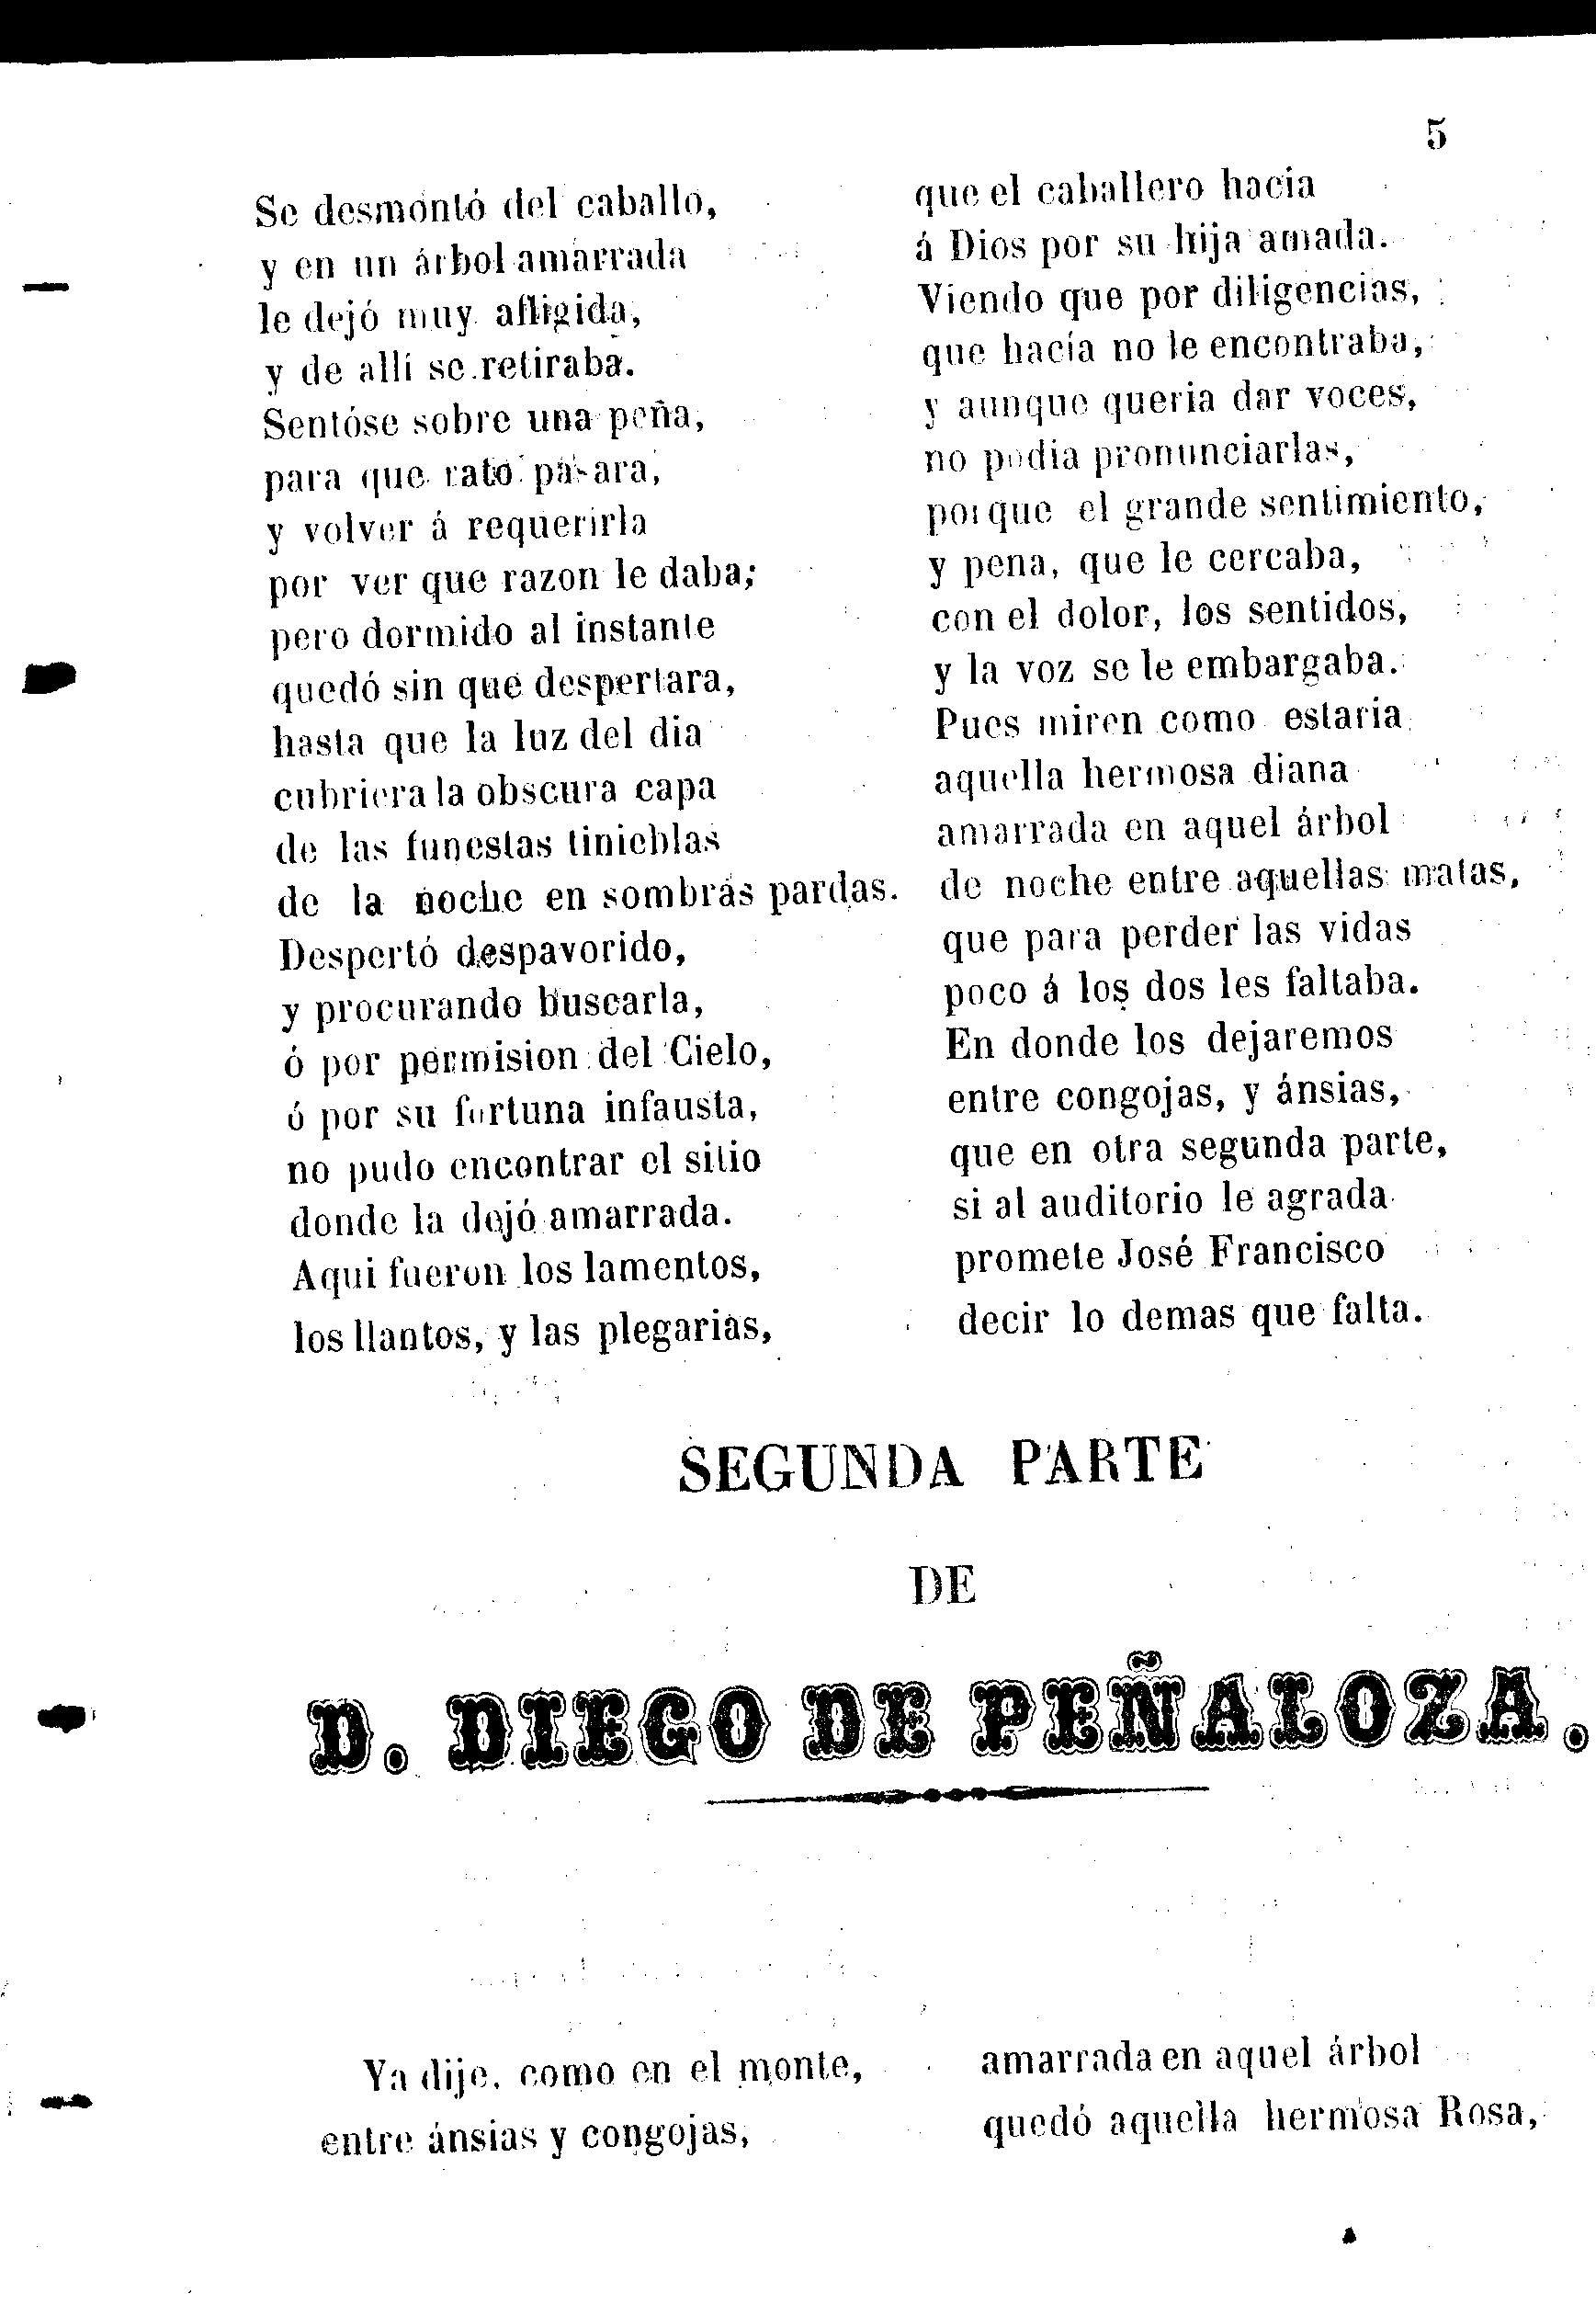 5
Se desmontó del caballo,
y en un árbol amarrada
le dejó muy afligida,
y de allí se retiraba.
Sentóse sobre una peña,
para que rato pasara,
y volver á requerirla
por ver que razon le daba;
pero dormido al instante
quedó sin que despertara,
hasta que la luz del dia
cubriera la obscura capa
de las funestas tinieblas
de la noche en sombras pardas.
Despertó despavorido,
y procurando buscarla,
ó por permision del Cielo,
ó por su fortuna infausta,
no pudo encontrar el sitio
donde la dejó amarrada.
Aqui fueron los lamentos,
los llantos, y las plegarias,
que el caballero hacia
á Dios por su hija amada.
Viendo que por diligencias,
que hacía no le encontraba,
y aunque queria dar voces,
no podia pronunciarlas,
porque el grande sentimiento,
y pena, que le cercaba,
con el dolor, los sentidos,
y la voz se le embargaba.
Pues miren como estaria
aquella hermosa diana
amarrada en aquel árbol
de noche entre aquellas matas,
que para perder las vidas
poco á los dos les faltaba.
En donde los dejaremos
entre congojas, y ánsias,
que en otra segunda parte,
si al auditorio le agrada
promete José Francisco
decir lo demas que falta.
SEGUNDA PARTE
DE
D. DIEGO DE PEÑALOZA.
Ya dije, como en el monte,
entre ánsias y congojas,
amarrada en aquel árbol
quedó aquella hermosa Rosa,